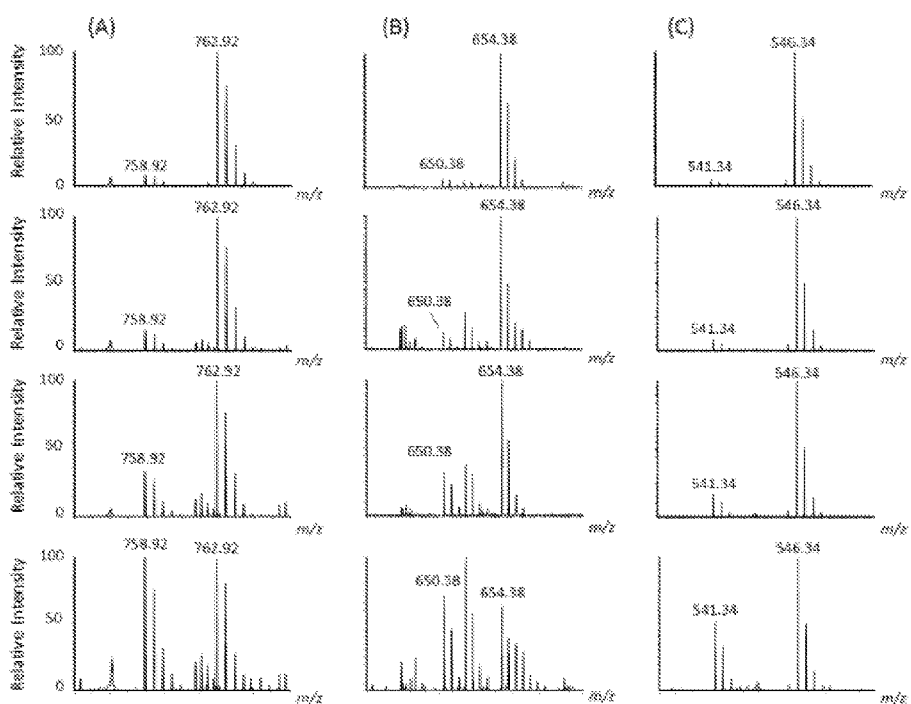 (A) (B) (C)
Relative Intensity 100 50 0 762.92 758.92 m/z 654.38 650.38 m/z 546.34 541.34 m/z
Relative Intensity 100 50 0 762.92 758.92 m/z 654.38 650.38 m/z 546.34 541.34 m/z
Relative Intensity 100 50 0 762.92 758.92 m/z 654.38 650.38 m/z 546.34 541.34 m/z
Relative Intensity 100 50 0 758.92 762.92 m/z 650.38 654.38 m/z 546.34 541.34 m/z